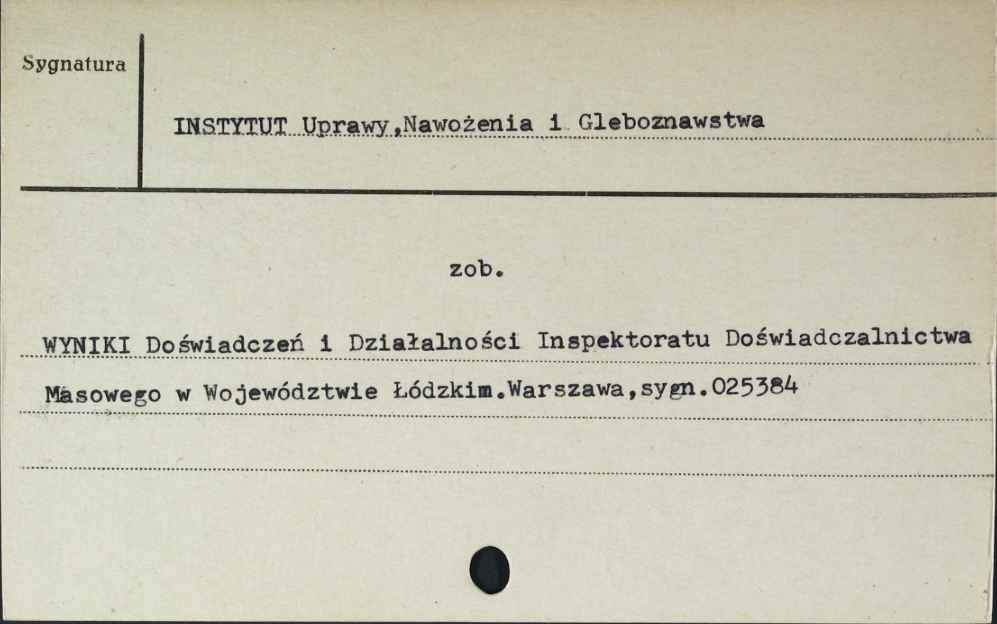 Sygnatura
INSTYTUT Uprawy,Nawożenia i Gleboznawstwa
zob.
WYNIKI Doświadczeń i Działalności Inspektoratu Doświadczalnictwa
Masowego w Województwie Łódzkim.Warszawa,sygn.025384